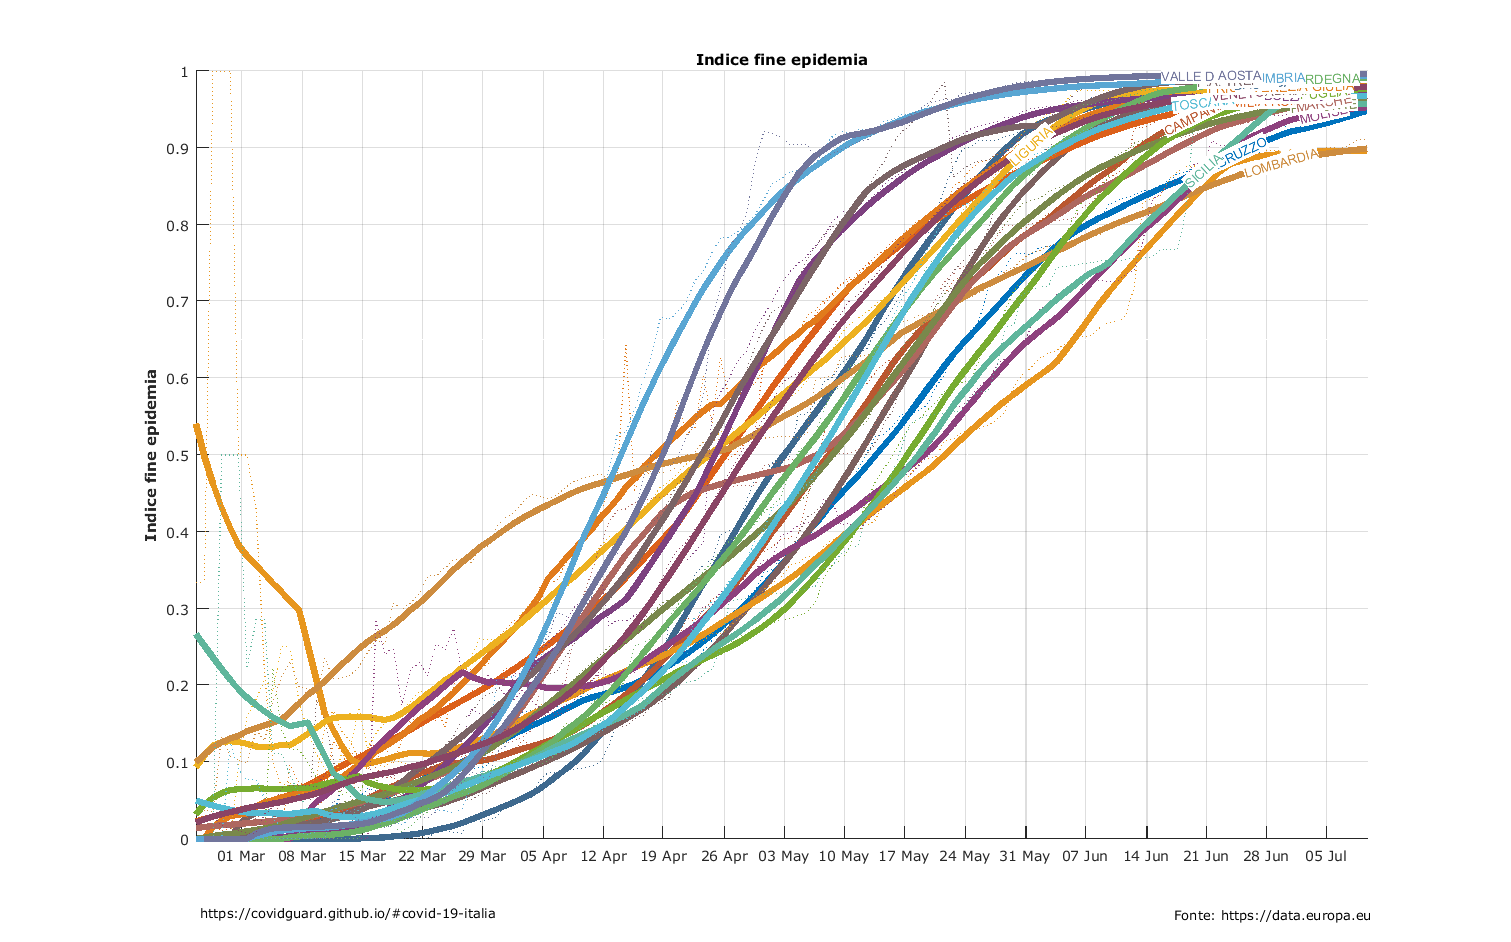 Indice fine epidemia
Indice fine epidemia
1
0.9
0.8
0.7
0.6
0.5
0.4
0.3
0.2
0.1
0
VALLE D AOSTA
IMBRIA
RDEGNA
TOSCA
CAMPAN
MARCHE
MOLISE
LIGURIA
SICILIA
BRUZZO
LOMBARDIA
01 Mar 08 Mar 15 Mar 22 Mar 29 Mar 05 Apr 12 Apr 19 Apr 26 Apr 03 May 10 May 17 May 24 May 31 May 07 Jun 14 Jun 21 Jun 28 Jun 05 Jul
https://covidguard.github.io/#covid-19-italia
Fonte: https://data.europa.eu